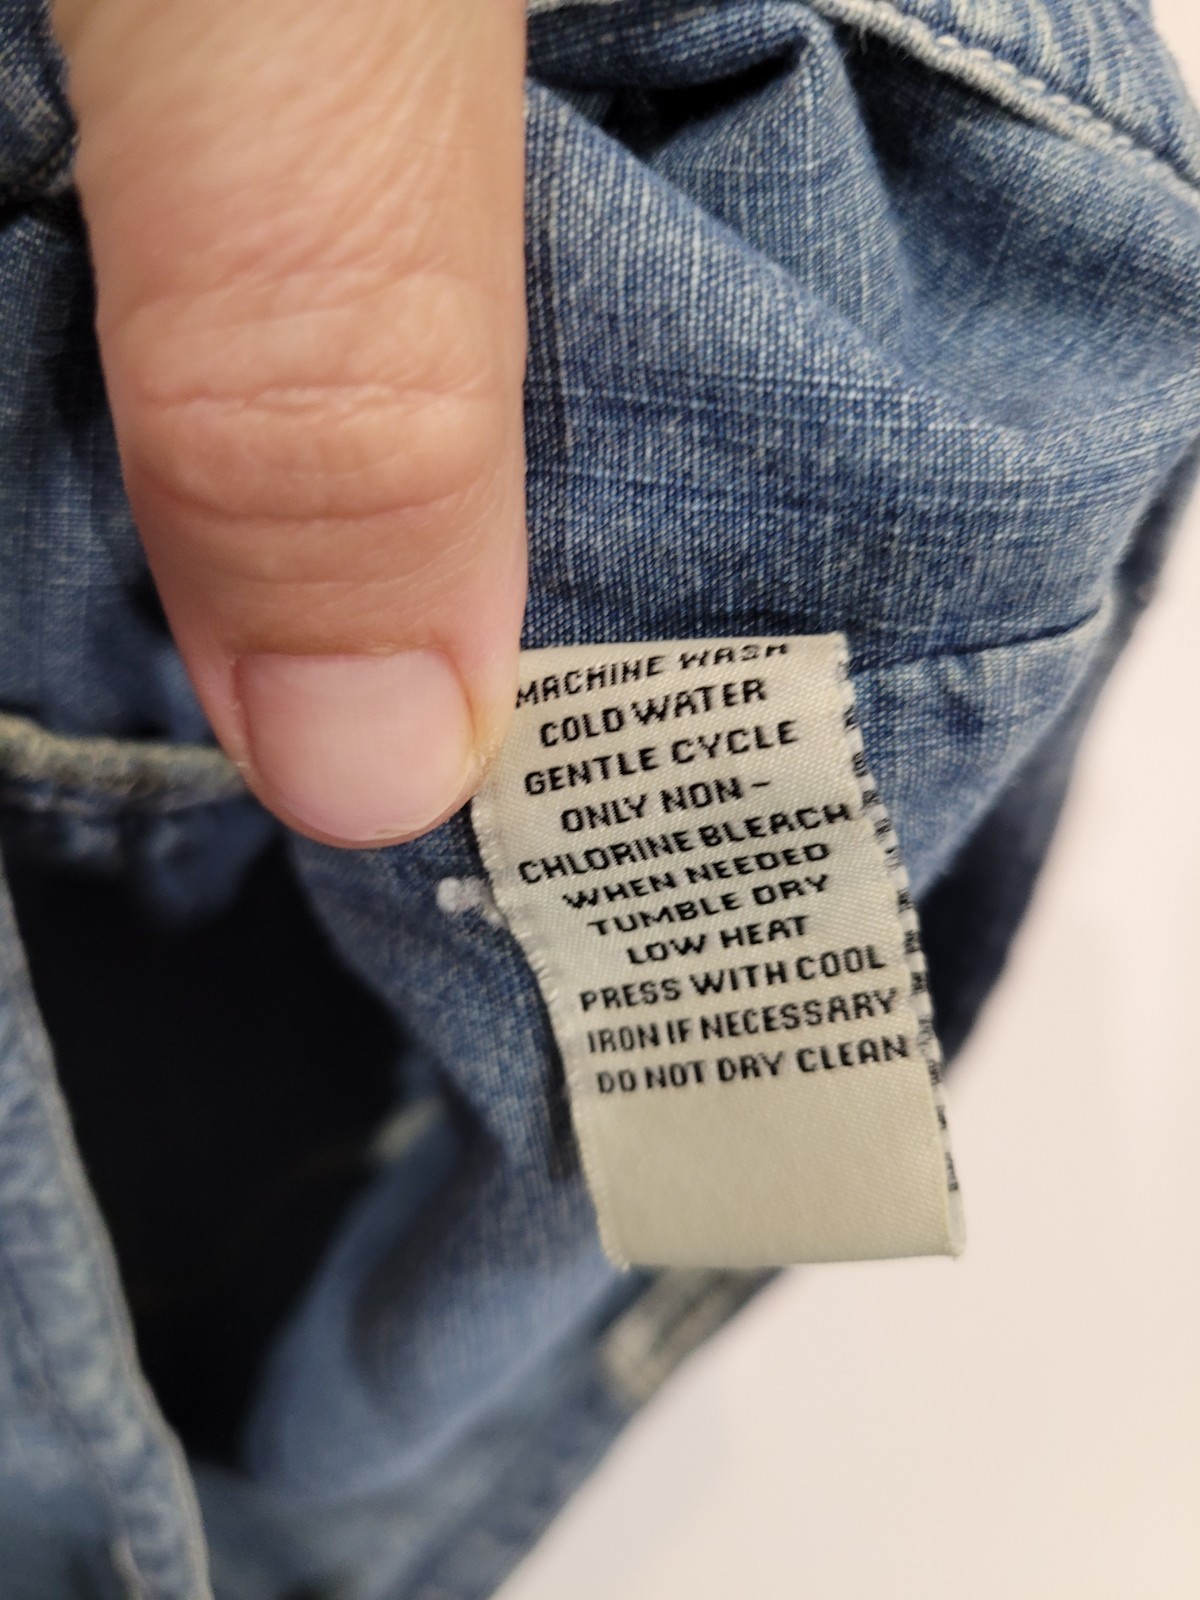 MACHINE WASH
COLD WATER
GENTLE CYCLE
ONLY NON-
CHLORINE BLEACH
WHEN NEEDED
TUMBLE DRY
LOW HEAT
PRESS WITH COOL
IRON IF NECESSARY
DO NOT DRY CLEAN